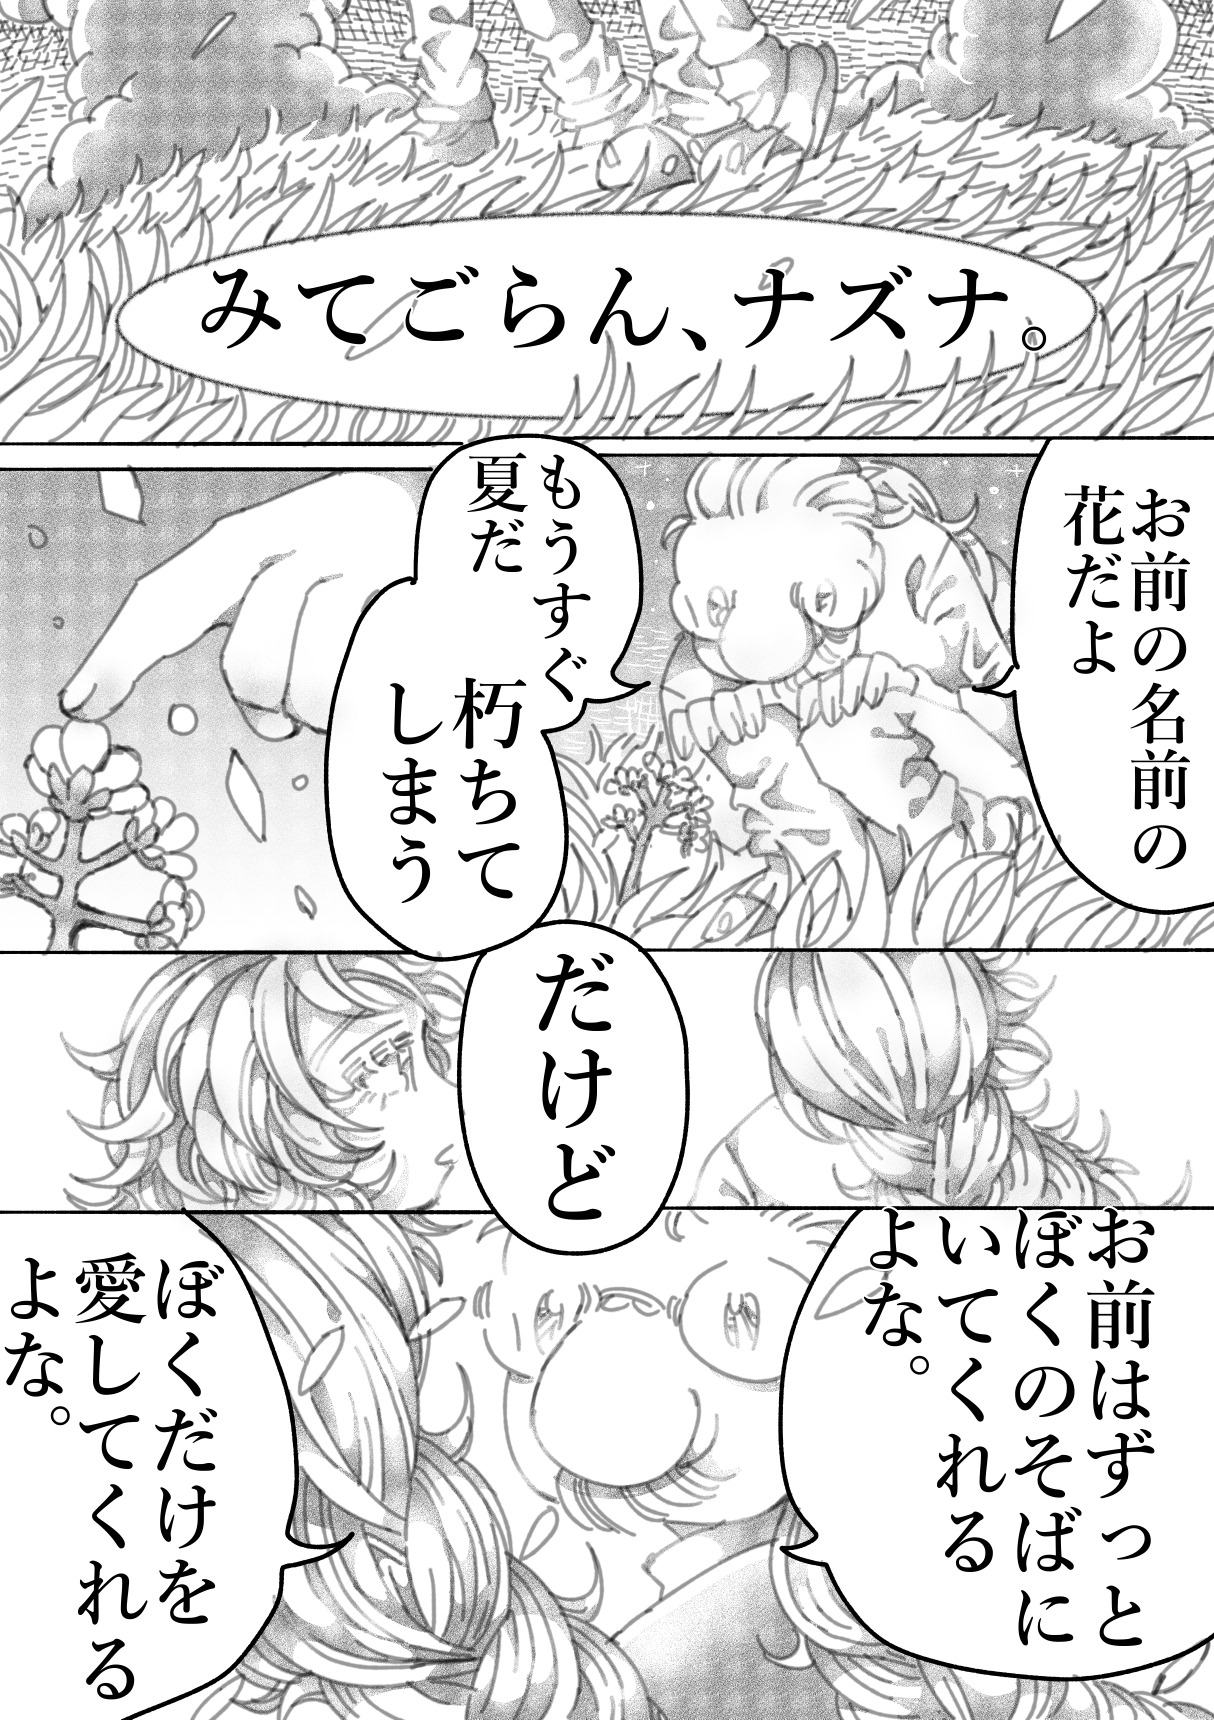 みてごらん、ナズナ。
お前の名前の
花だよ
もうすぐ
夏だ
朽ちて
しまう
だけど
お前はずっと
ぼくのそばに
いてくれる
よな。
ぼくだけを
愛してくれる
よな。